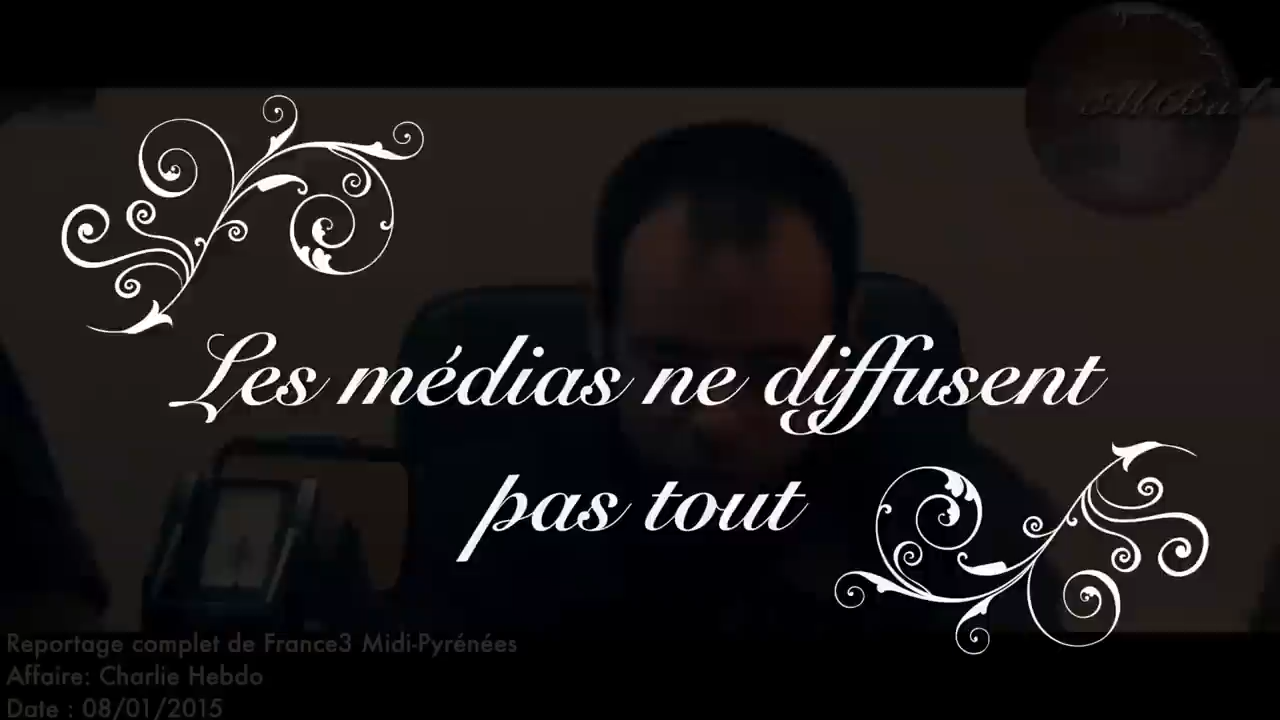 Les médias ne diffusent
pas tout
Reportage complet de France3 Midi-Pyrénées
Affaire: Charlie Hebdo
Date : 08/01/2015